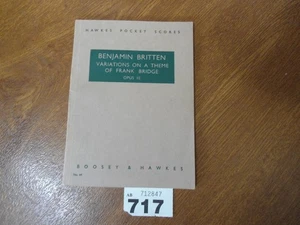 HAWKES POCKET SCORES
BENJAMIN BRITTEN
VARIATIONS ON A THEME
OF FRANK BRIDGE
OPUS 10
BOOSEY & HAWKES
712847
717